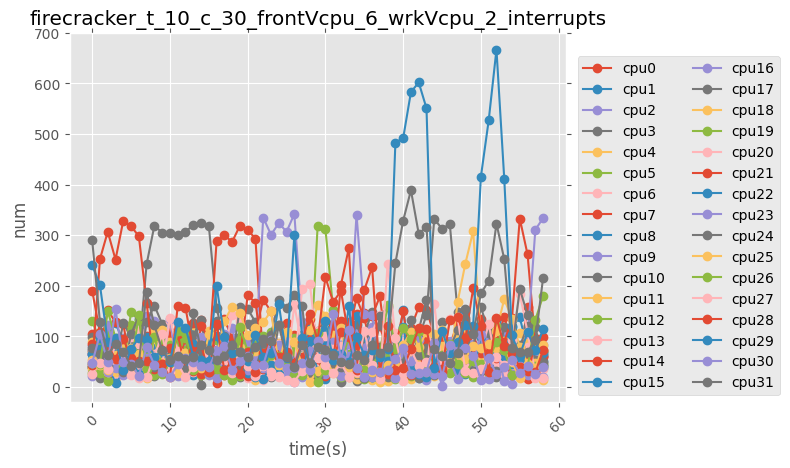 firecracker_t_10_c_30_frontVcpu_6_wrkVcpu_2_interrupts
700
600
500
400
300
200
100
0
num
0
10
20
30
40
50
60
time(s)
cpu0
cpu1
cpu2
cpu3
cpu4
cpu5
cpu6
cpu7
cpu8
cpu9
cpu10
cpu11
cpu12
cpu13
cpu14
cpu15
cpu16
cpu17
cpu18
cpu19
cpu20
cpu21
cpu22
cpu23
cpu24
cpu25
cpu26
cpu27
cpu28
cpu29
cpu30
cpu31